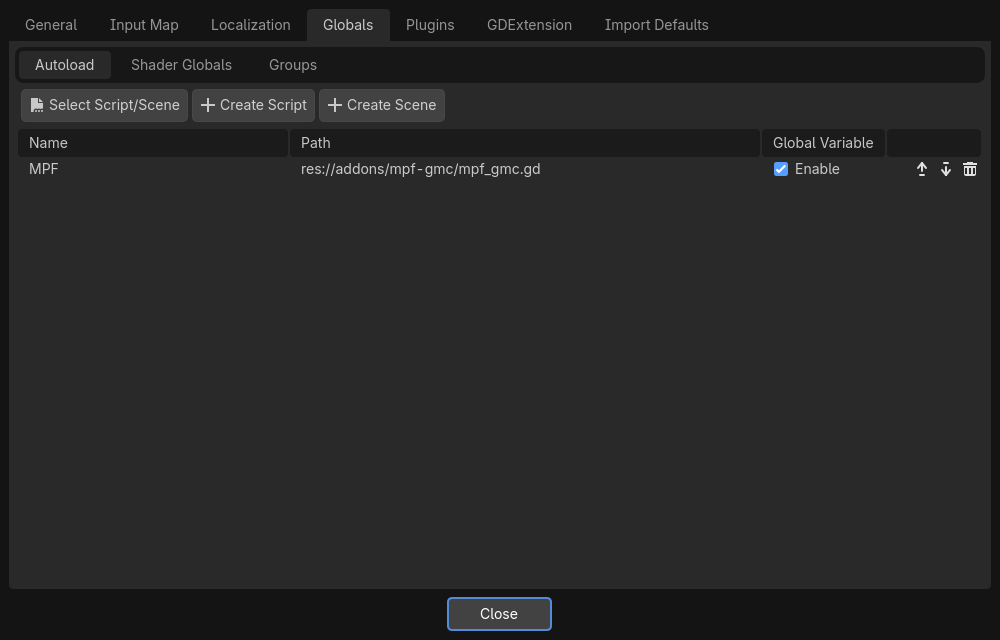 General Input Map Localization Globals Plugins GDExtension Import Defaults
Autoload Shader Globals Groups
Select Script/Scene Create Script Create Scene
Name Path Global Variable
MPF res://addons/mpf-gmc/mpf_gmc.gd Enable
Close